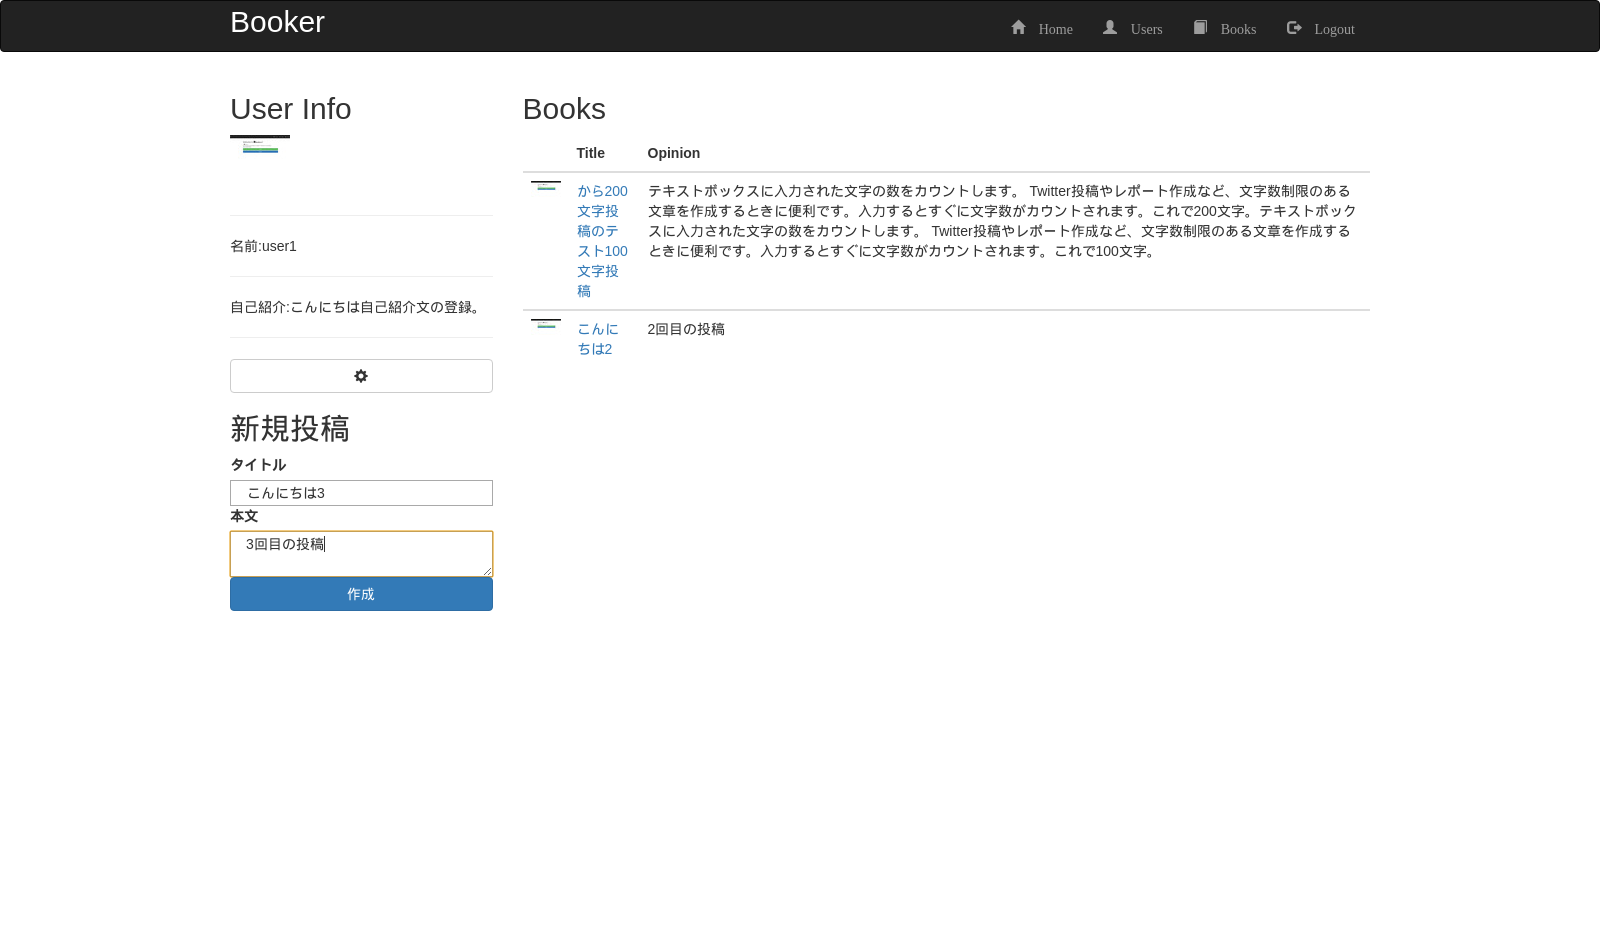 Booker
Home
Users
Books
Logout
User Info
名前:user1
自己紹介:こんにちは自己紹介文の登録。
新規投稿
タイトル
こんにちは3
本文
3回目の投稿
作成
Books
Title Opinion
から200
文字投
稿のテ
スト100
文字投
稿
テキストボックスに入力された文字の数をカウントします。 Twitter投稿やレポート作成など、文字数制限のある
文章を作成するときに便利です。入力するとすぐに文字数がカウントされます。これで200文字。テキストボック
スに入力された文字の数をカウントします。 Twitter投稿やレポート作成など、文字数制限のある文章を作成する
ときに便利です。入力するとすぐに文字数がカウントされます。これで100文字。
こんに
ちは2
2回目の投稿